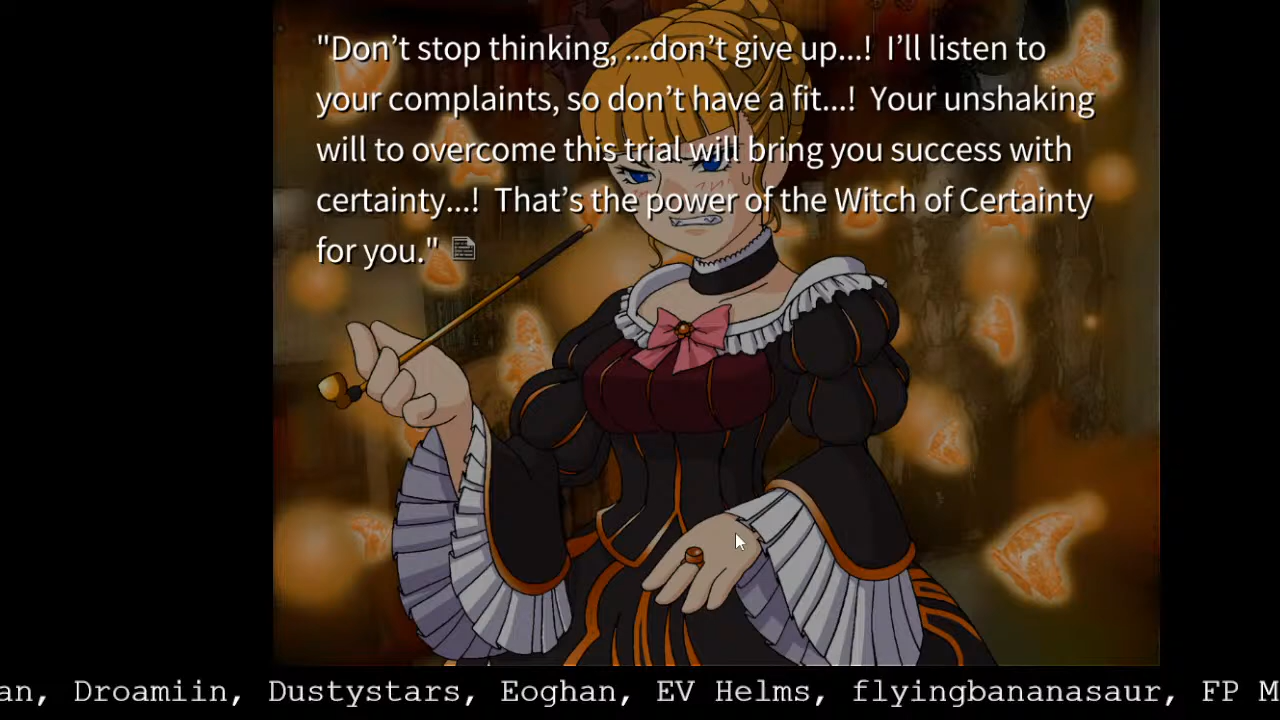 "Don't stop thinking, ...don't give up...!  I'll listen to
your complaints, so don't have a fit...!  Your unshaking
will to overcome this trial will bring you success with
certainty...!  That's the power of the Witch of Certainty
for you."
an, Droamiin, Dustystars, Eoghan, EV Helms, flyingbananasaur, FP M